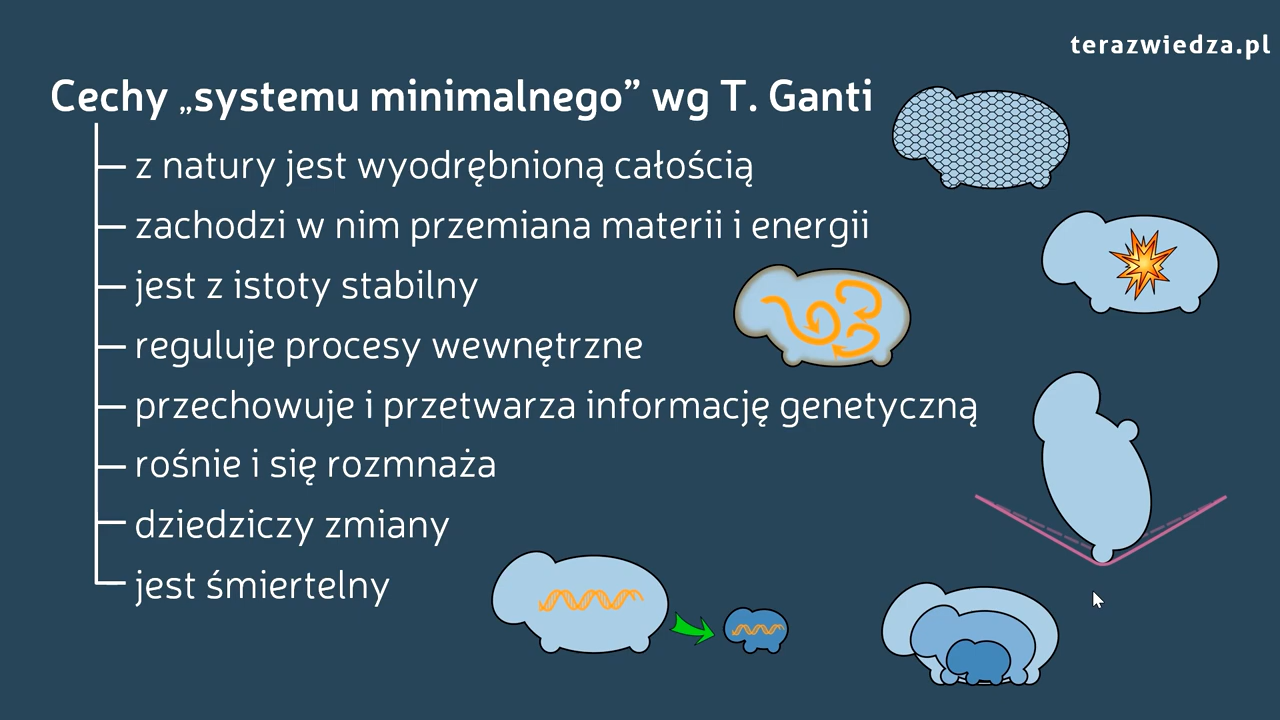 terazwiedza.pl
Cechy „systemu minimalnego” wg T. Ganti
z natury jest wyodrębnioną całością
zachodzi w nim przemiana materii i energii
jest z istoty stabilny
reguluje procesy wewnętrzne
przechowuje i przetwarza informację genetyczną
rośnie i się rozmnaża
dziedziczy zmiany
jest śmiertelny